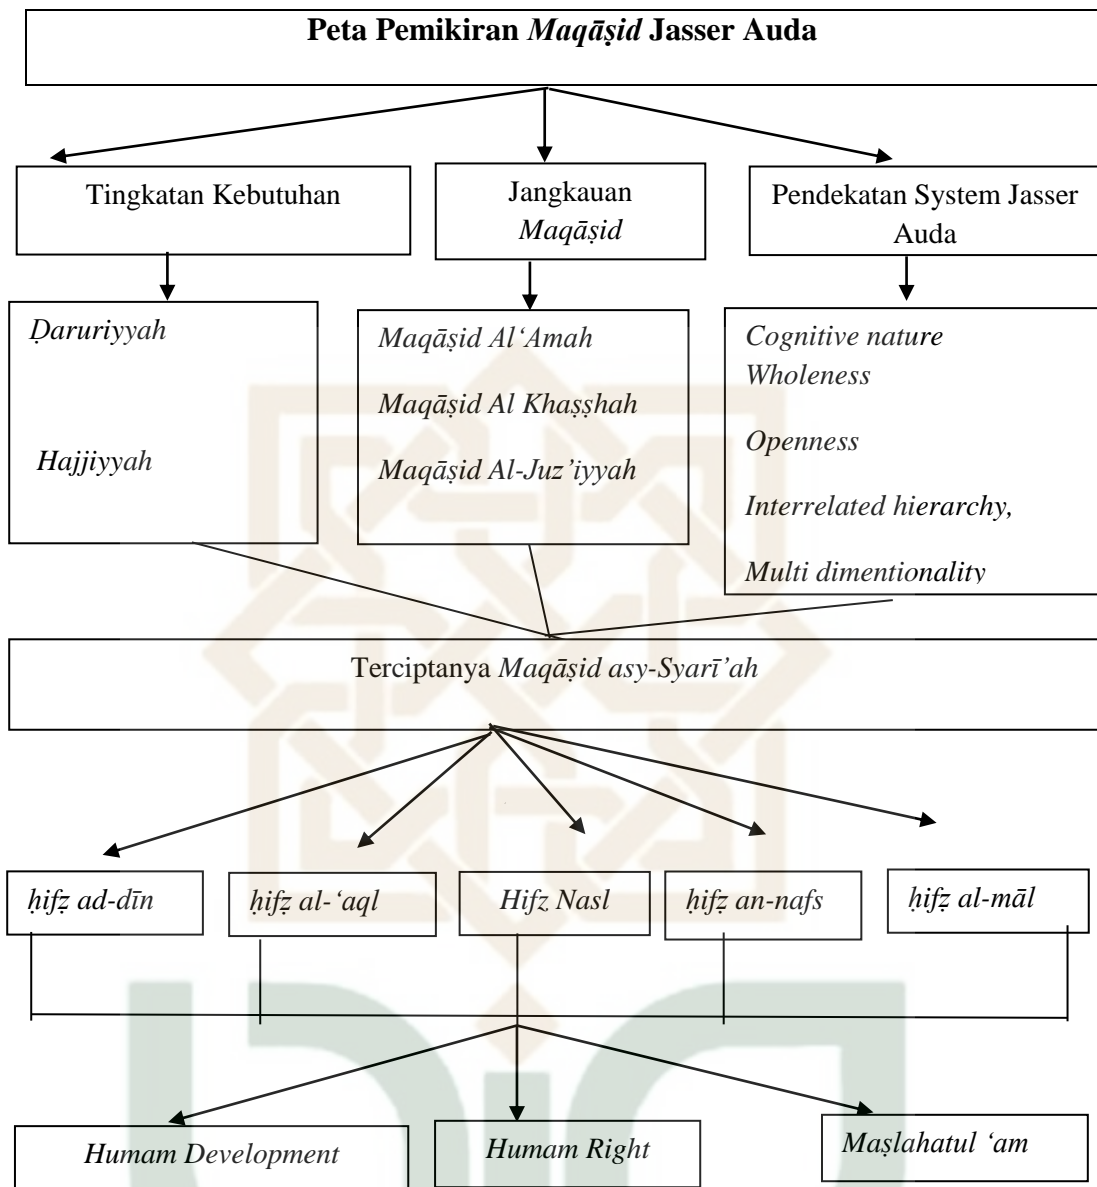 Peta Pemikiran Maqāṣid Jasser Auda
Tingkatan Kebutuhan
Jangkauan
Maqāṣid
Pendekatan System Jasser
Auda
Ḍaruriyyah
Hajjiyyah
Maqāṣid Al‘Amah
Maqāṣid Al Khaṣṣhah
Maqāṣid Al-Juz’iyyah
Cognitive nature
Wholeness
Openness
Interrelated hierarchy,
Multi dimentionality
Terciptanya Maqāṣid asy-Syarī’ah
ḥifẓ ad-dīn
ḥifẓ al-‘aql
Hifz Nasl
ḥifẓ an-nafs
ḥifẓ al-māl
Humam Development
Humam Right
Maṣlahatul ‘am